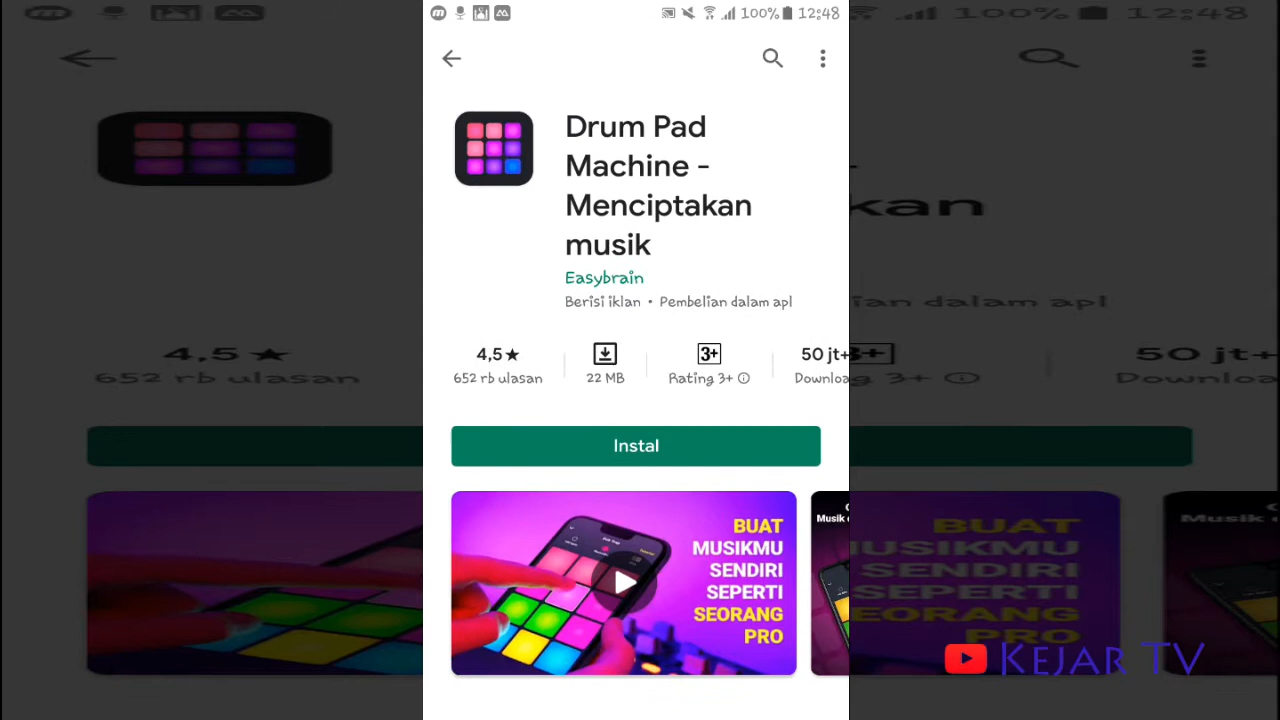 100% 12:48
Drum Pad
Machine -
Menciptakan
musik
Easybrain
Berisi iklan • Pembelian dalam apl
4,5★
652 rb ulasan
22 MB
3+
Rating 3+
50 jt+
Download
Instal
BUAT
MUSIKMU
SENDIRI
SEPERTI
SEORANG
PRO
Musik
KEJAR TV